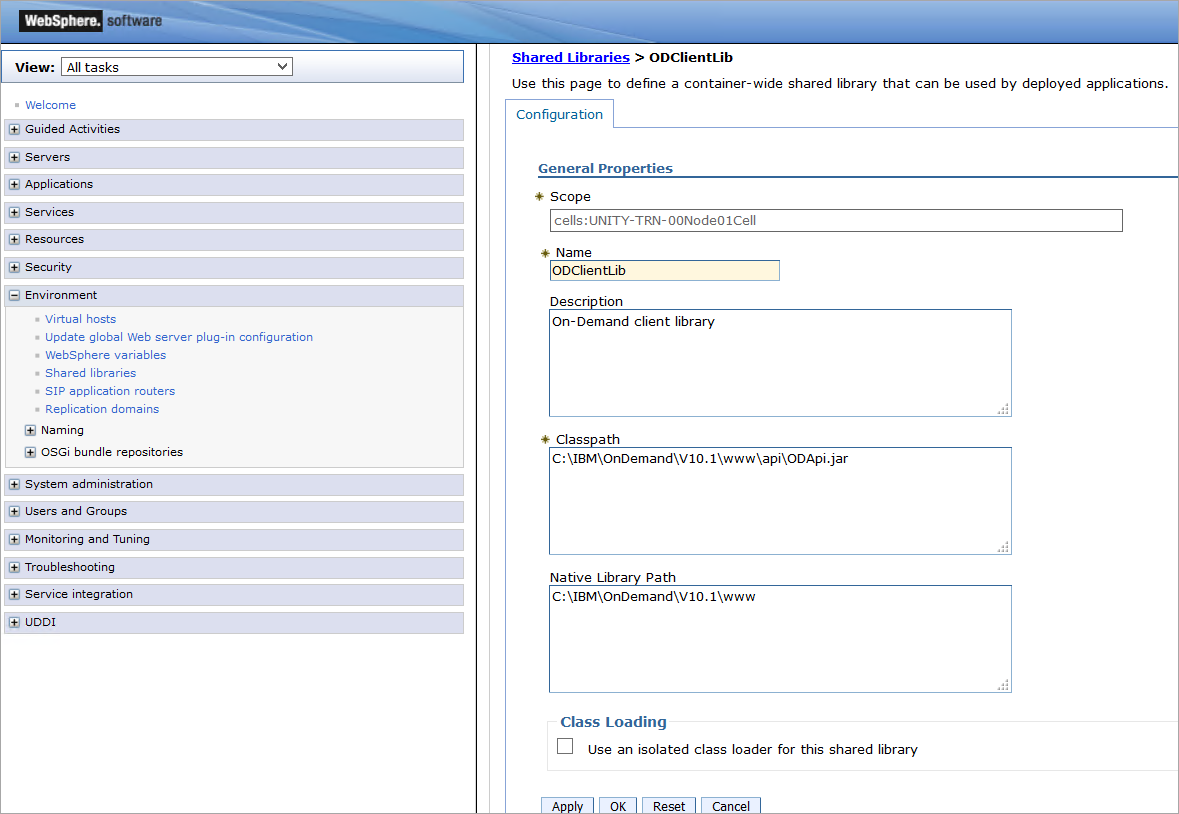 WebSphere. software
View: All tasks
Welcome
Guided Activities
Servers
Applications
Services
Resources
Security
Environment
Virtual hosts
Update global Web server plug-in configuration
WebSphere variables
Shared libraries
SIP application routers
Replication domains
Naming
OSGi bundle repositories
System administration
Users and Groups
Monitoring and Tuning
Troubleshooting
Service integration
UDDI
Shared Libraries > ODClientLib
Use this page to define a container-wide shared library that can be used by deployed applications.
Configuration
General Properties
Scope
cells:UNITY-TRN-00Node01Cell
Name
ODClientLib
Description
On-Demand client library
Classpath
C:\IBM\OnDemand\V10.1\www\api\ODApi.jar
Native Library Path
C:\IBM\OnDemand\V10.1\www
Class Loading
Use an isolated class loader for this shared library
Apply OK Reset Cancel